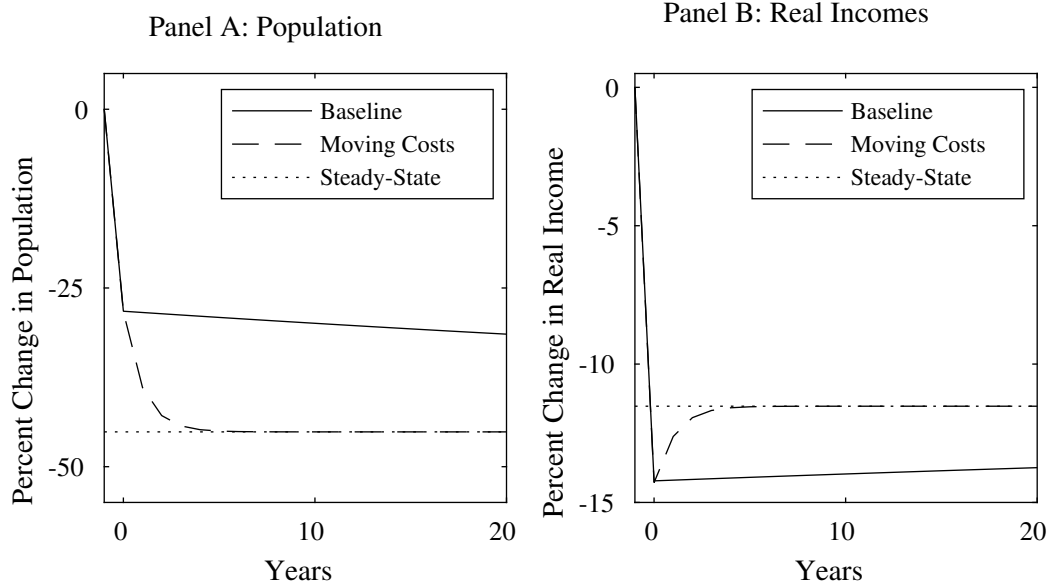 Panel A: Population
0
-25
-50
0
10
20
Percent Change in Population
Years
Baseline
Moving Costs
Steady-State
Panel B: Real Incomes
0
-5
-10
-15
0
10
20
Percent Change in Real Income
Years
Baseline
Moving Costs
Steady-State